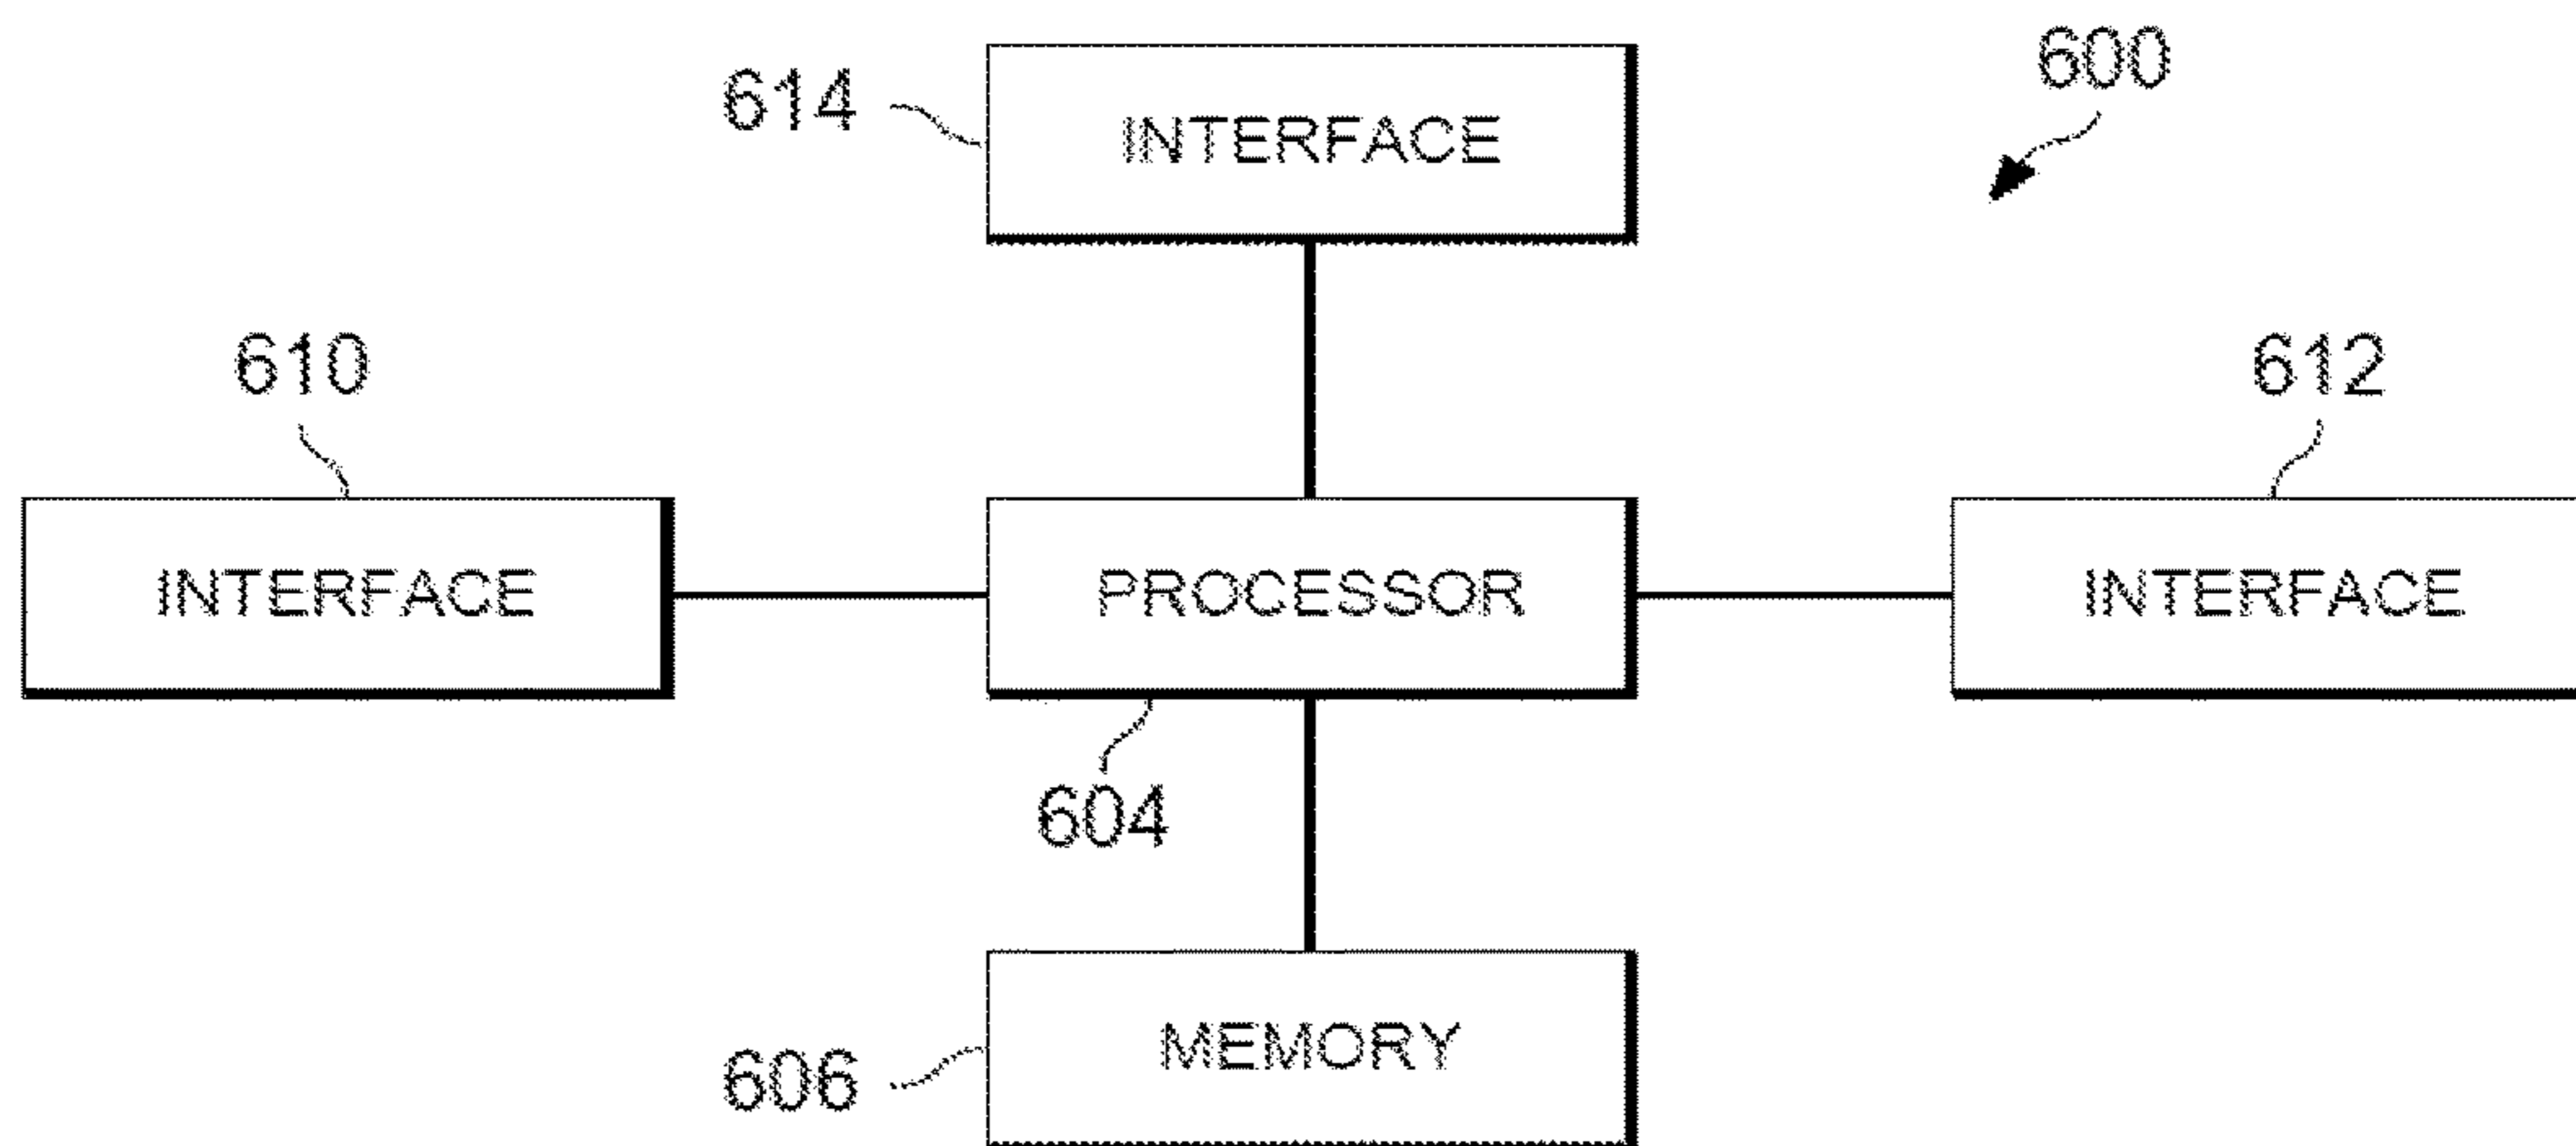 600
614
INTERFACE
610
612
INTERFACE
PROCESSOR
INTERFACE
604
MEMORY
606